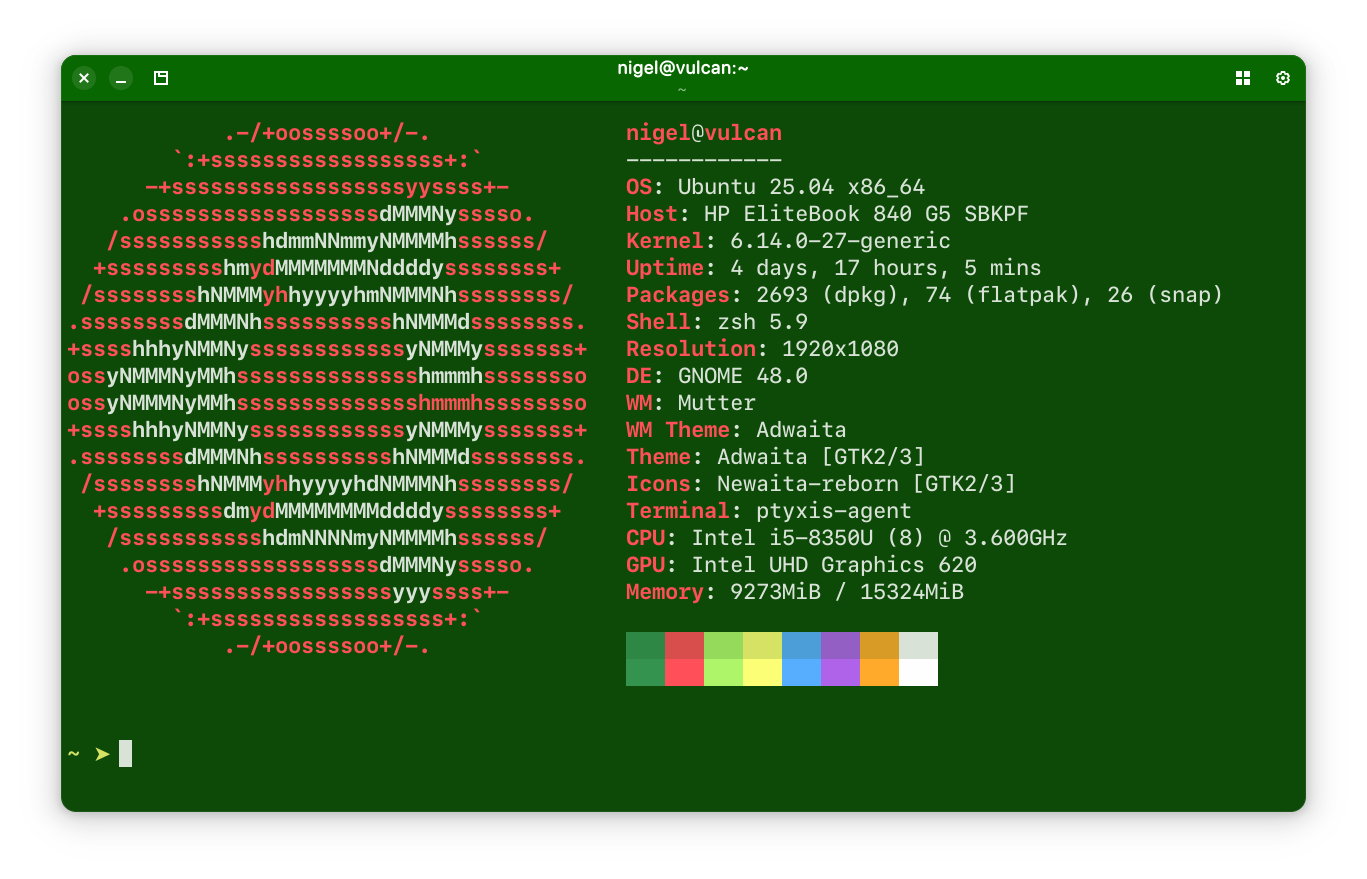 nigel@vulcan:~
~
.-/+oossssoo+/-.
`:+ssssssssssssssssss+:`
-+ssssssssssssssssssyyssss+-
.ossssssssssssssssssdMMMNysssso.
/ssssssssssshdmmNNmmyNMMMMhssssss/
+ssssssssshmydMMMMMMMNddddyssssssss+
/sssssssshNMMMyhhyyyyhmNMMMNhssssssss/
.ssssssssdMMMNhsssssssssshNMMMdssssssss.
+sssshhhyNMMNyssssssssssssyNMMMysssssss+
ossyNMMMNyMMhsssssssssssssshmmmhssssssso
ossyNMMMNyMMhsssssssssssssshmmmhssssssso
+sssshhhyNMMNyssssssssssssyNMMMysssssss+
.ssssssssdMMMNhsssssssssshNMMMdssssssss.
/sssssssshNMMMyhhyyyyhdNMMMNhssssssss/
+sssssssssdmydMMMMMMMMddddyssssssss+
/ssssssssssshdmNNNNmyNMMMMhssssss/
.ossssssssssssssssssdMMMNysssso.
-+sssssssssssssssssyyyssss+-
`:+ssssssssssssssssss+:`
.-/+oossssoo+/-.
nigel@vulcan
------------
OS: Ubuntu 25.04 x86_64
Host: HP EliteBook 840 G5 SBKPF
Kernel: 6.14.0-27-generic
Uptime: 4 days, 17 hours, 5 mins
Packages: 2693 (dpkg), 74 (flatpak), 26 (snap)
Shell: zsh 5.9
Resolution: 1920x1080
DE: GNOME 48.0
WM: Mutter
WM Theme: Adwaita
Theme: Adwaita [GTK2/3]
Icons: Newaita-reborn [GTK2/3]
Terminal: ptyxis-agent
CPU: Intel i5-8350U (8) @ 3.600GHz
GPU: Intel UHD Graphics 620
Memory: 9273MiB / 15324MiB
~ ➤